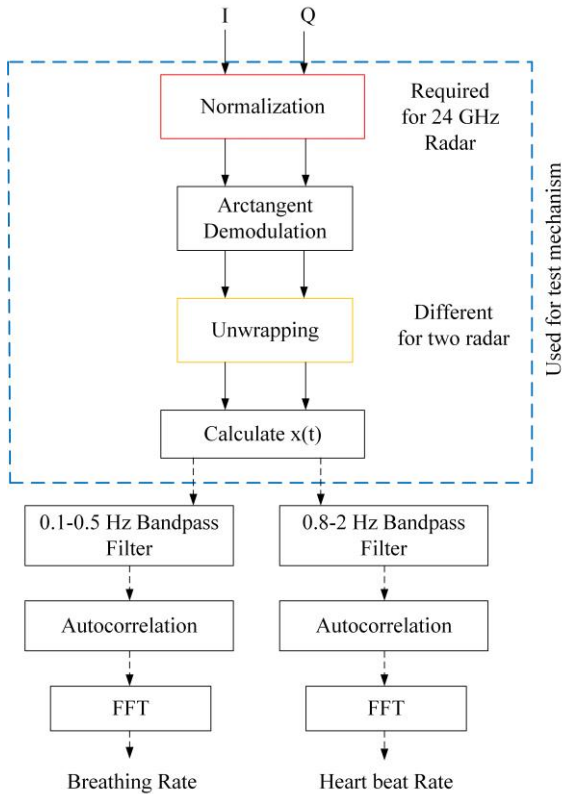 I
Q
Normalization
Required
for 24 GHz
Radar
Arctangent
Demodulation
Unwrapping
Different
for two radar
Used for test mechanism
Calculate x(t)
0.1-0.5 Hz Bandpass
Filter
0.8-2 Hz Bandpass
Filter
Autocorrelation
Autocorrelation
FFT
FFT
Breathing Rate
Heart beat Rate